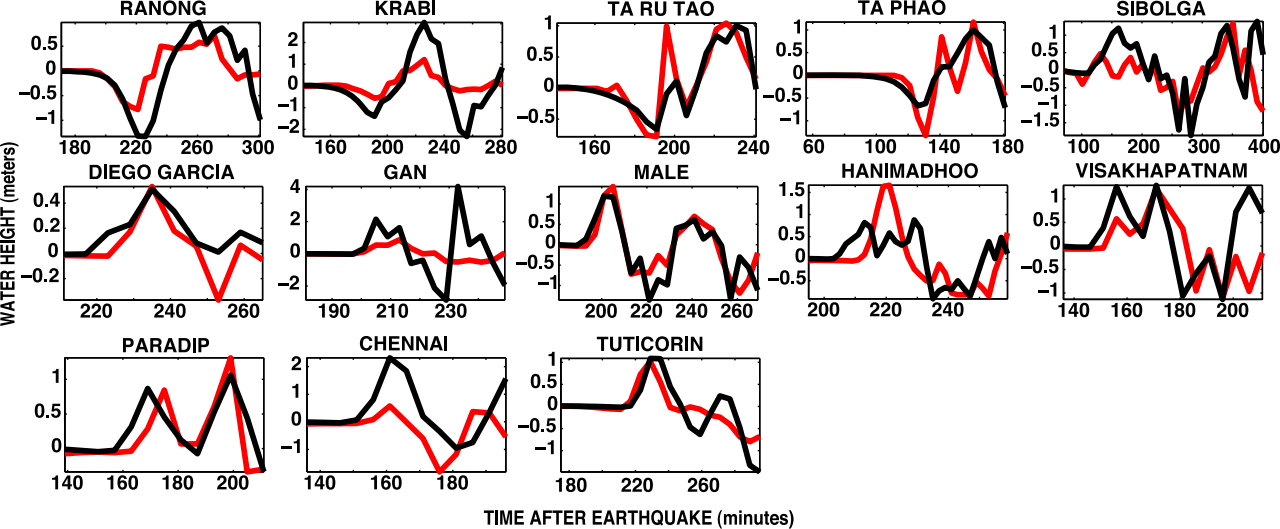 RANONG KRABI TA RU TAO TA PHAO SIBOLGA
0.5 0 −0.5 −1
180 200 240 260 300
2 1 0 −1 −2
160 190 220 250 280
1 0.5 0 −0.5
160 200 240
1 0.5 0 −0.5 −1
60 100 140 180
1 0.5 0 −0.5 −1 −1.5
100 200 300 400
WATER HEIGHT (meters)
DIEGO GARCIA GAN MALE HANIMADHOO VISAKHAPATNAM
0.4 0.2 0 −0.2
220 240 260
4 2 0 −2
190 210 230
1 0.5 0 −0.5 −1
200 220 240 260
1.5 1 0.5 0 −0.5
200 220 240
1 0.5 0 −0.5 −1
140 160 180 200
PARADIP CHENNAI TUTICORIN
1 0.5 0
140 160 180 200
2 1 0 −1
140 160 180
1 0.5 0 −0.5 −1
180 220 260
TIME AFTER EARTHQUAKE (minutes)